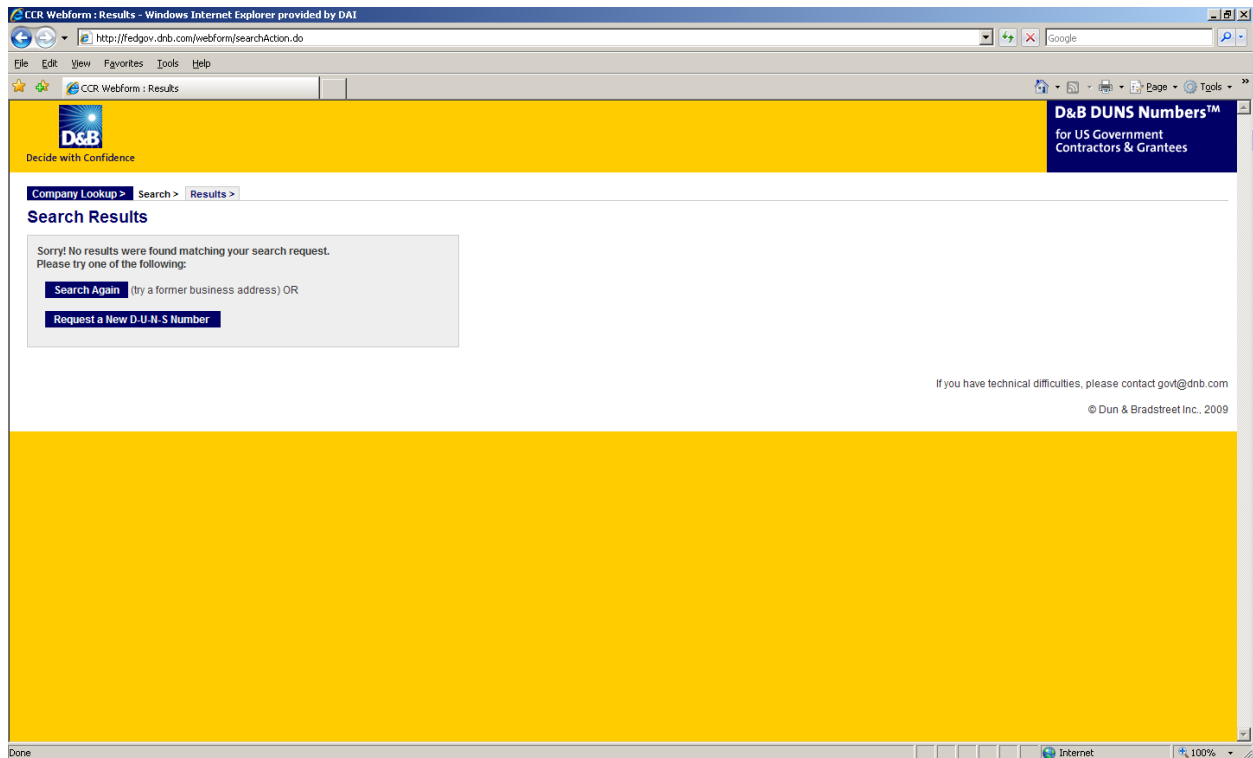 CCR Webform : Results - Windows Internet Explorer provided by DAI
http://fedgov.dnb.com/webform/searchAction.do
Google
File Edit View Favorites Tools Help
CCR Webform : Results
Page Tools »
D&B
Decide with Confidence
D&B DUNS Numbers™
for US Government
Contractors & Grantees
Company Lookup > Search > Results >
Search Results
Sorry! No results were found matching your search request.
Please try one of the following:
Search Again (try a former business address) OR
Request a New D-U-N-S Number
If you have technical difficulties, please contact govt@dnb.com
© Dun & Bradstreet Inc., 2009
Done Internet 100%